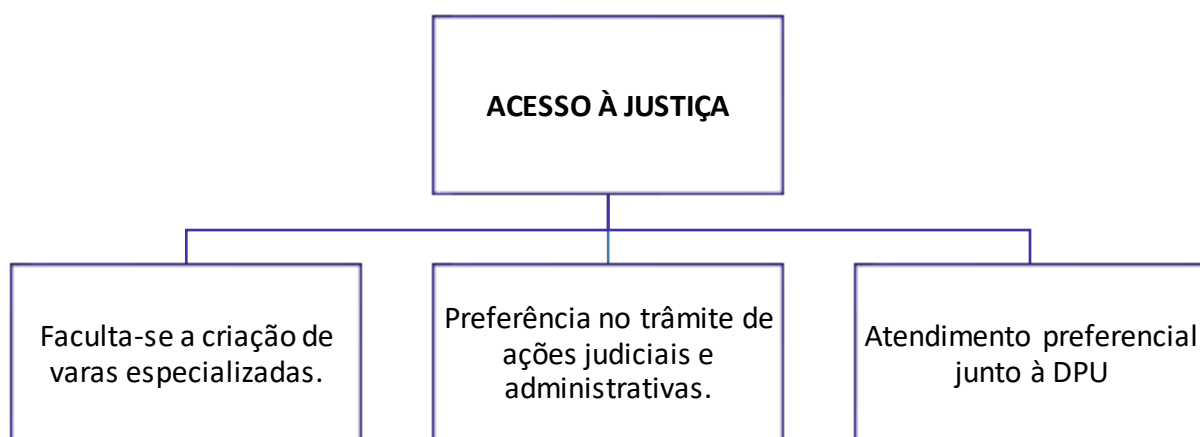 ACESSO À JUSTIÇA
Faculta-se a criação de
varas especializadas.
Preferência no trâmite de
ações judiciais e
administrativas.
Atendimento preferencial
junto à DPU